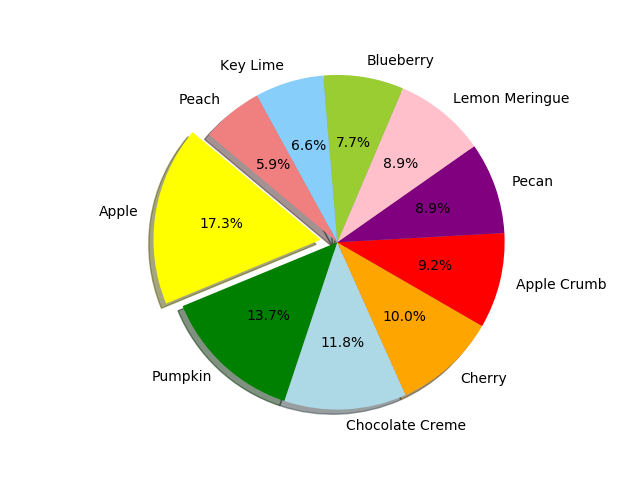 Blueberry
Key Lime
Lemon Meringue
Peach
7.7%
6.6%
8.9%
5.9%
Pecan
8.9%
Apple
17.3%
9.2%
Apple Crumb
13.7%
10.0%
11.8%
Pumpkin
Cherry
Chocolate Creme